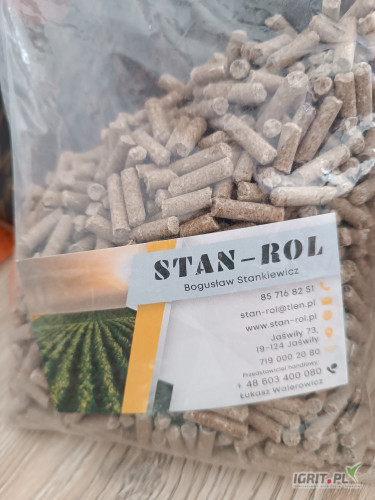 STAN-ROL
Bogusław Stankiewicz
85 716 82 51
stan-rol@tlen.pl
www.stan-rol.pl
Jaświły 73,
19-124 Jaświły
719 000 20 80
Przedstawiciel handlowy:
+ 48 603 400 080
Łukasz Walerowicz
IGRIT.PL